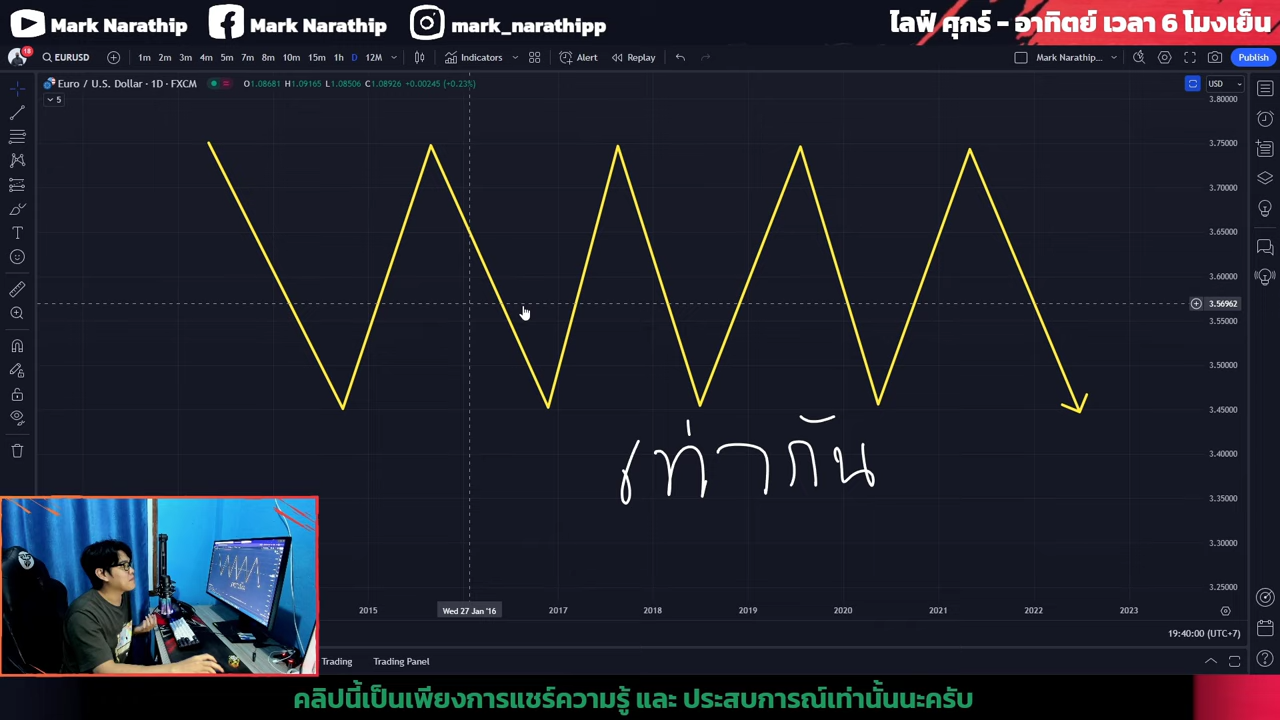 Mark Narathip Mark Narathip mark_narathipp
ไลฟ์ ศุกร์ - อาทิตย์ เวลา 6 โมงเย็น
18 EURUSD 1m 2m 3m 4m 5m 7m 8m 10m 15m 1h D 12M Indicators Alert Replay Mark Narathip... Publish
Euro / U.S. Dollar · 1D · FXCM O1.08681 H1.09165 L1.08506 C1.08926 +0.00245 (+0.23%) USD
5
3.80000
3.75000
3.70000
3.65000
3.60000
3.56962
3.55000
3.50000
3.45000
3.40000
3.35000
3.30000
3.25000
เท่ากัน
2015 Wed 27 Jan '16 2017 2018 2019 2020 2021 2022 2023
19:40:00 (UTC+7)
Trading Trading Panel
คลิปนี้เป็นเพียงการแชร์ความรู้ และ ประสบการณ์เท่านั้นนะครับ